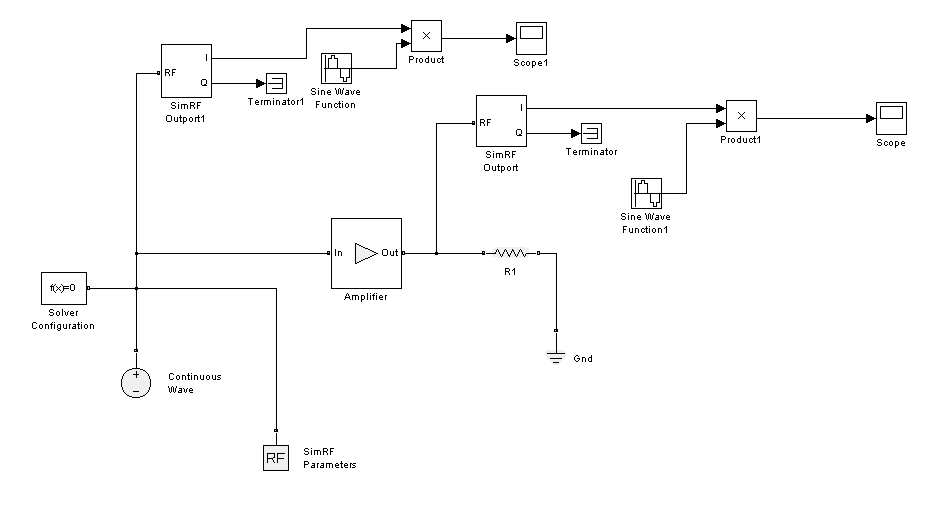 Product
Scope1
I
RF
Q
SimRF
Outport1
Terminator1
Sine Wave
Function
I
RF
Q
SimRF
Outport
Terminator
Product1
Scope
Sine Wave
Function1
In
Out
Amplifier
R1
f(x)=0
Solver
Configuration
Gnd
Continuous
Wave
RF
SimRF
Parameters